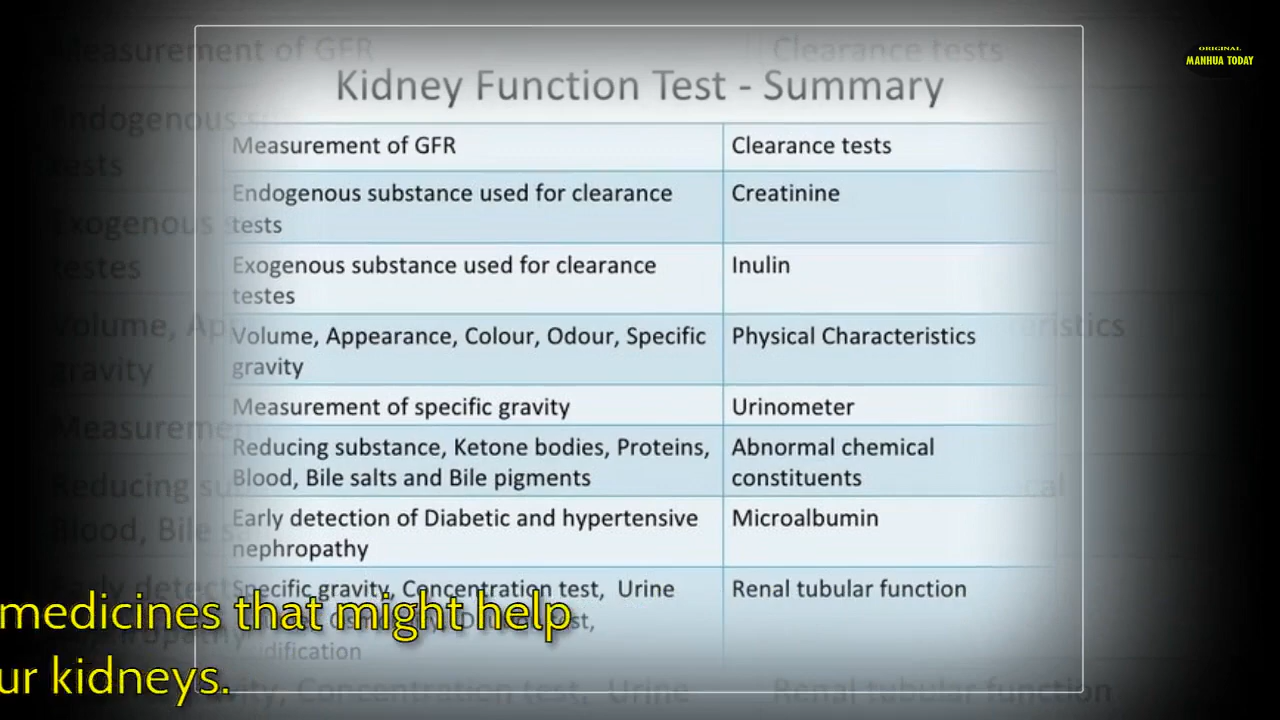 ORIGINAL
MANHUA TODAY
Kidney Function Test - Summary
Measurement of GFR Clearance tests
Endogenous substance used for clearance Creatinine
tests
Exogenous substance used for clearance Inulin
testes
Volume, Appearance, Colour, Odour, Specific Physical Characteristics
gravity
Measurement of specific gravity Urinometer
Reducing substance, Ketone bodies, Proteins, Abnormal chemical
Blood, Bile salts and Bile pigments constituents
Early detection of Diabetic and hypertensive Microalbumin
nephropathy
Specific gravity, Concentration test, Urine Renal tubular function
medicines that might help
ur kidneys.